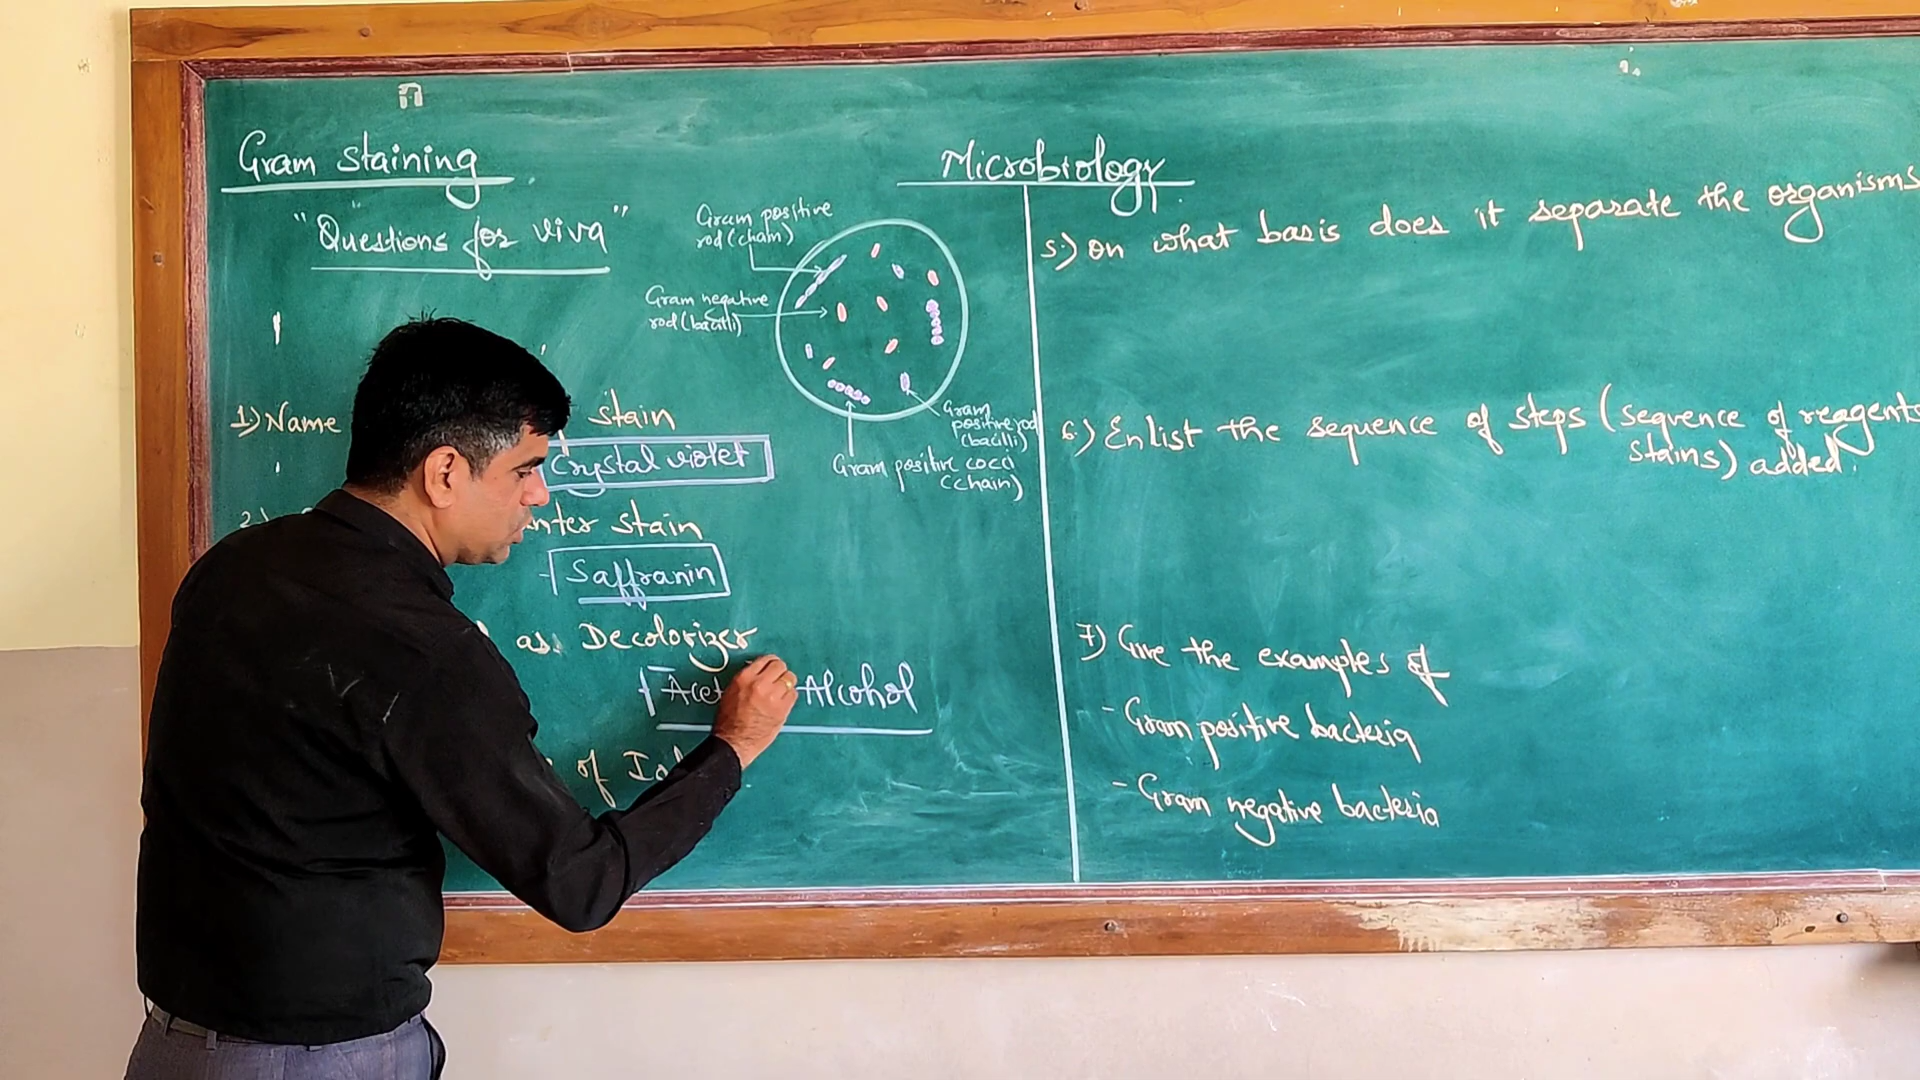 Gram staining
Microbiology
"Questions for viva"
Gram positive
rod (chain)
Gram negative
rod (bacilli)
Gram
positive rod
(bacilli)
Gram positive cocci
(chain)
1) Name stain
Crystal violet
2) stain
Saffranin
as Decolorizer
Alcohol
of
5) On what basis does it separate the organisms
6) Enlist the sequence of steps (sequence of reagents
stains) added.
7) Give the examples of
- Gram positive bacteria
- Gram negative bacteria